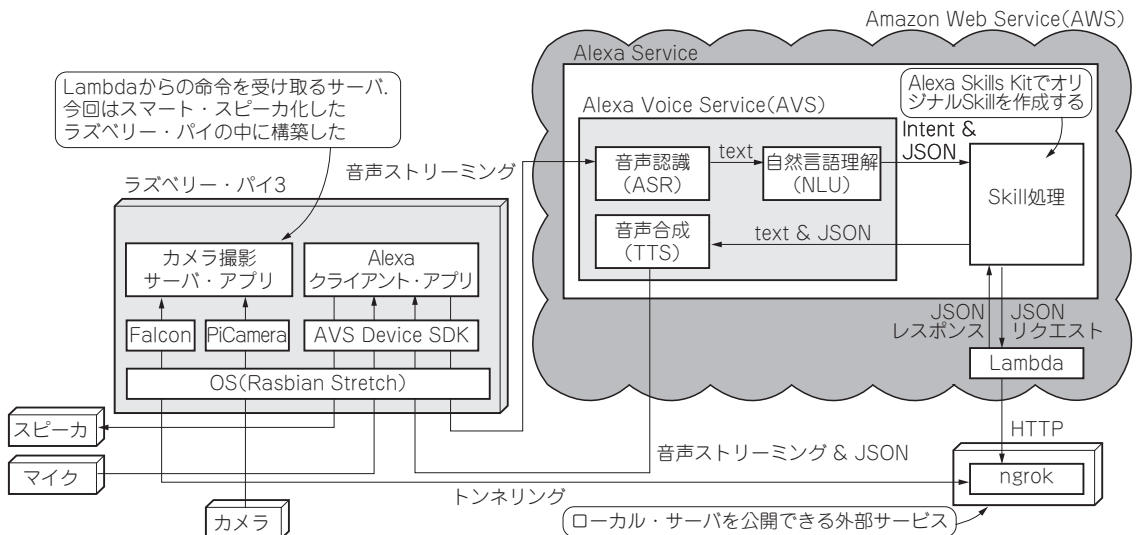 Amazon Web Service(AWS)
Alexa Service
Lambdaからの命令を受け取るサーバ.
今回はスマート・スピーカ化した
ラズベリー・パイの中に構築した
Alexa Skills Kitでオリ
ジナルSkillを作成する
Alexa Voice Service(AVS)
Intent &
JSON
音声ストリーミング
音声認識
(ASR)
text
自然言語理解
(NLU)
Skill処理
ラズベリー・パイ3
音声合成
(TTS)
text & JSON
カメラ撮影
サーバ・アプリ
Alexa
クライアント・アプリ
JSON
レスポンス
JSON
リクエスト
Falcon
PiCamera
AVS Device SDK
Lambda
OS(Rasbian Stretch)
スピーカ
HTTP
音声ストリーミング & JSON
マイク
ngrok
トンネリング
カメラ
ローカル・サーバを公開できる外部サービス